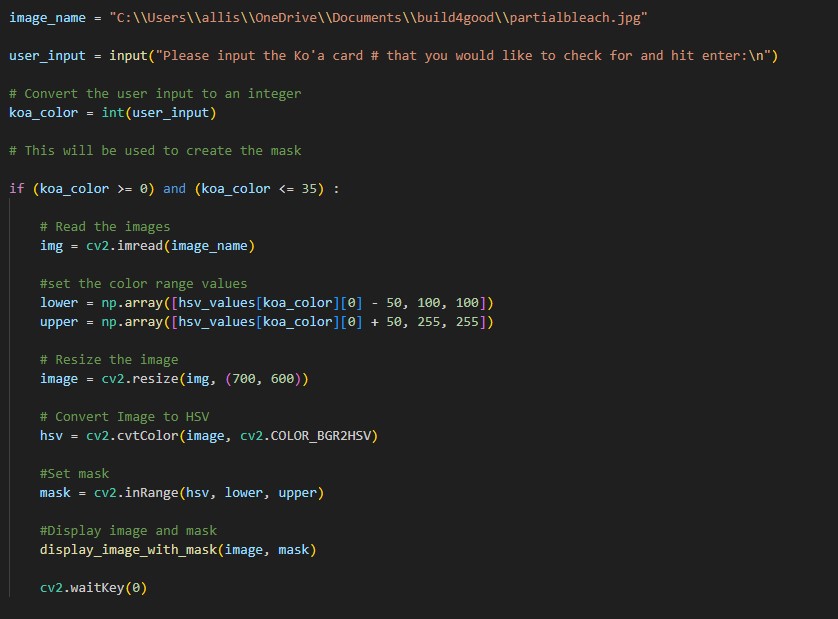 image_name = "C:\\Users\\allis\\OneDrive\\Documents\\build4good\\partialbleach.jpg"
user_input = input("Please input the Ko'a card # that you would like to check for and hit enter:\n")
# Convert the user input to an integer
koa_color = int(user_input)
# This will be used to create the mask
if (koa_color >= 0) and (koa_color <= 35) :
# Read the images
img = cv2.imread(image_name)
#set the color range values
lower = np.array([hsv_values[koa_color][0] - 50, 100, 100])
upper = np.array([hsv_values[koa_color][0] + 50, 255, 255])
# Resize the image
image = cv2.resize(img, (700, 600))
# Convert Image to HSV
hsv = cv2.cvtColor(image, cv2.COLOR_BGR2HSV)
#Set mask
mask = cv2.inRange(hsv, lower, upper)
#Display image and mask
display_image_with_mask(image, mask)
cv2.waitKey(0)